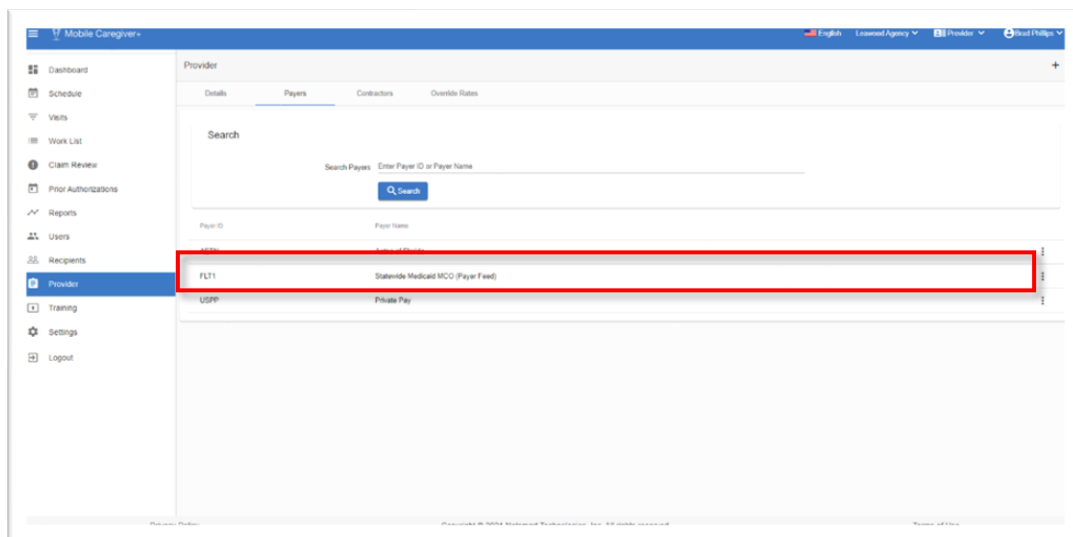 Mobile Caregiver+
English Leawood Agency Provider Brad Phillips
Dashboard
Schedule
Visits
Work List
Claim Review
Prior Authorizations
Reports
Users
Recipients
Provider
Training
Settings
Logout
Provider
Details Payers Contractors Override Rates
Search
Search Payers Enter Payer ID or Payer Name
Search
Payer ID Payer Name
FLT1 Statewide Medicaid MCO (Payer Feed)
USPP Private Pay